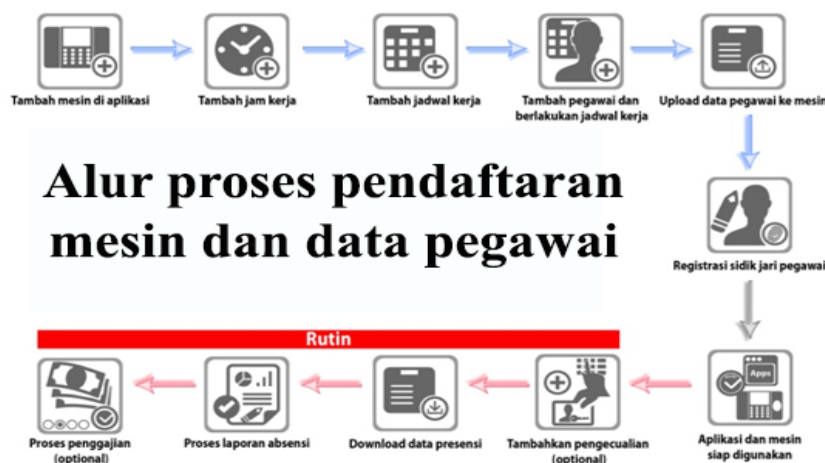 Tambah mesin di aplikasi
Tambah jam kerja
Tambah jadwal kerja
Tambah pegawai dan
berlakukan jadwal kerja
Upload data pegawai ke mesin
Alur proses pendaftaran
mesin dan data pegawai
Registrasi sidik jari pegawai
Rutin
Apps
Proses penggajian
(optional)
Proses laporan absensi
Download data presensi
Tambahkan pengecualian
(optional)
Aplikasi dan mesin
siap digunakan